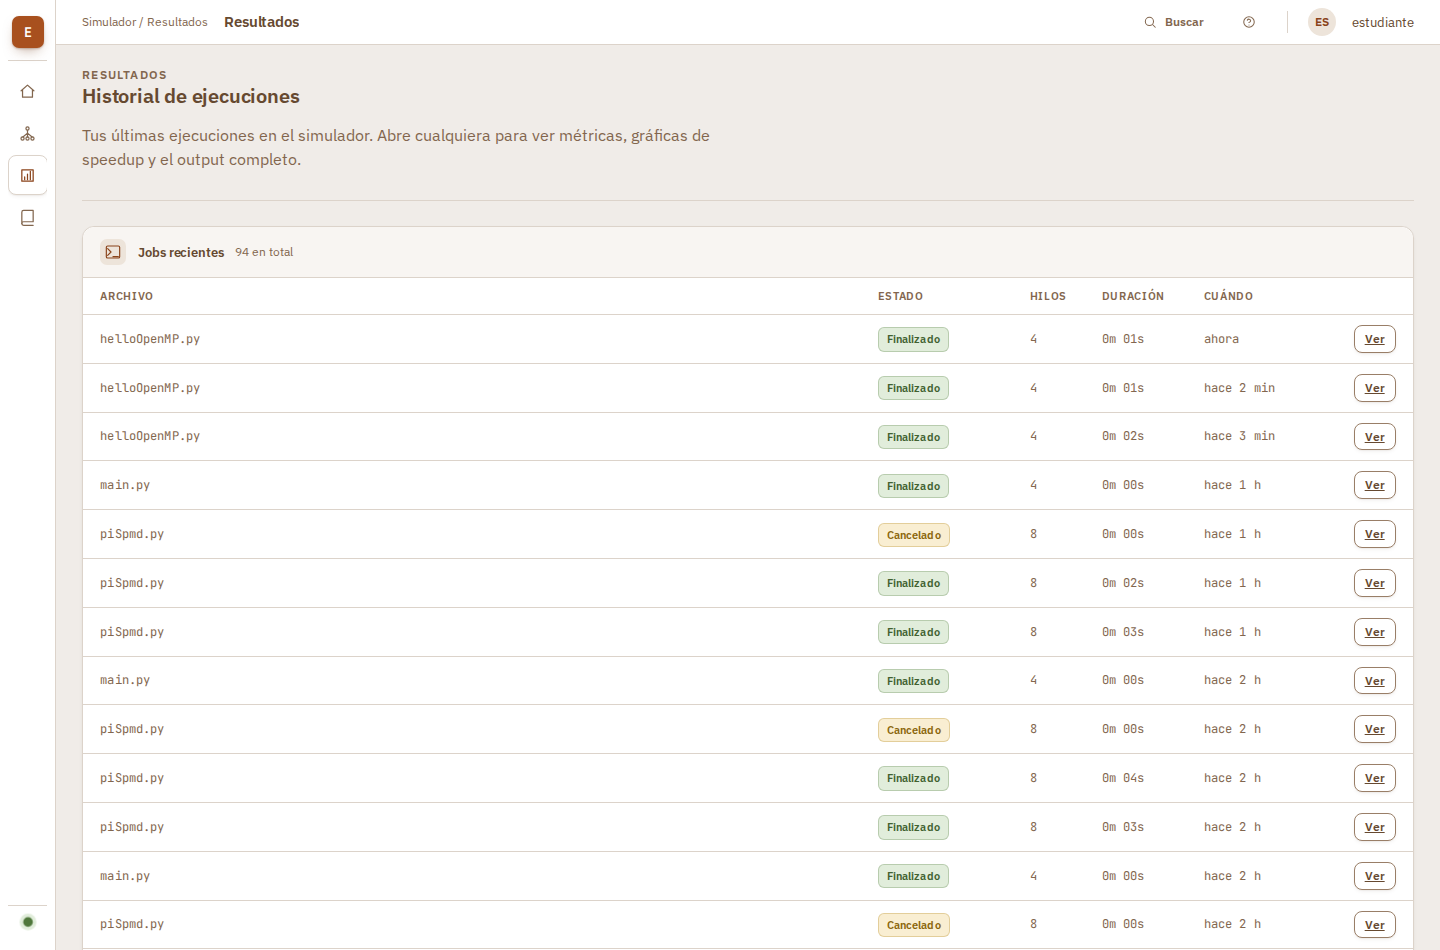 E
Simulador / Resultados Resultados Buscar ES estudiante
RESULTADOS
Historial de ejecuciones
Tus últimas ejecuciones en el simulador. Abre cualquiera para ver métricas, gráficas de
speedup y el output completo.
Jobs recientes 94 en total
ARCHIVO ESTADO HILOS DURACIÓN CUÁNDO
helloOpenMP.py Finalizado 4 0m 01s ahora Ver
helloOpenMP.py Finalizado 4 0m 01s hace 2 min Ver
helloOpenMP.py Finalizado 4 0m 02s hace 3 min Ver
main.py Finalizado 4 0m 00s hace 1 h Ver
piSpmd.py Cancelado 8 0m 00s hace 1 h Ver
piSpmd.py Finalizado 8 0m 02s hace 1 h Ver
piSpmd.py Finalizado 8 0m 03s hace 1 h Ver
main.py Finalizado 4 0m 00s hace 2 h Ver
piSpmd.py Cancelado 8 0m 00s hace 2 h Ver
piSpmd.py Finalizado 8 0m 04s hace 2 h Ver
piSpmd.py Finalizado 8 0m 03s hace 2 h Ver
main.py Finalizado 4 0m 00s hace 2 h Ver
piSpmd.py Cancelado 8 0m 00s hace 2 h Ver